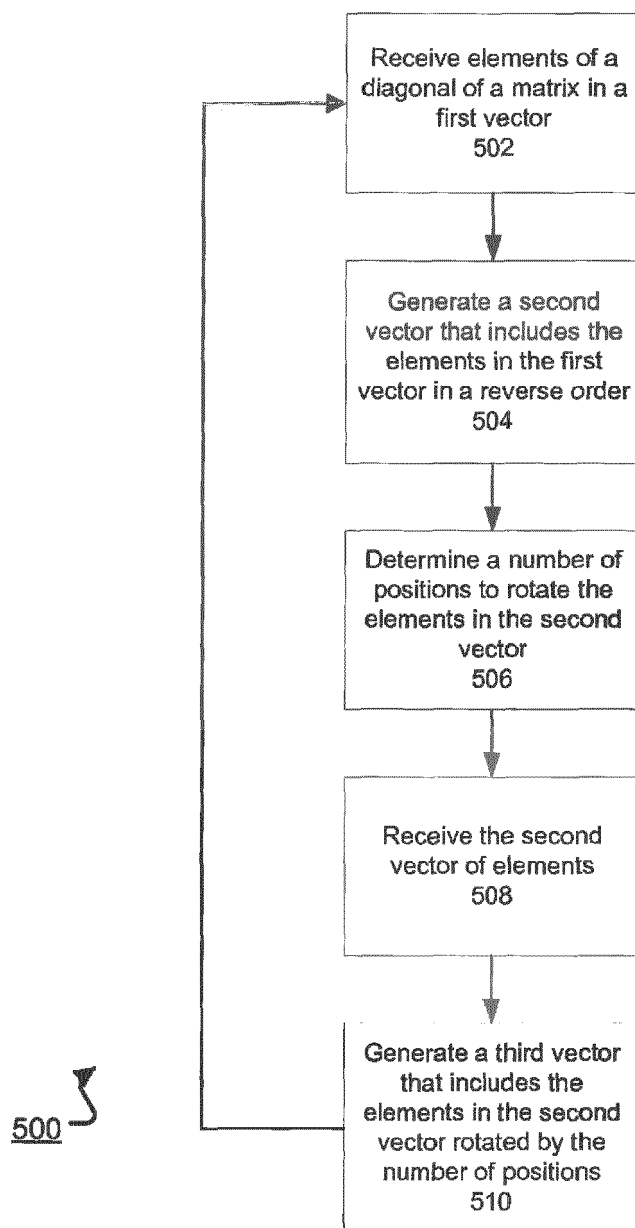 Receive elements of a
diagonal of a matrix in a
first vector
502
Generate a second
vector that includes the
elements in the first
vector in a reverse order
504
Determine a number of
positions to rotate the
elements in the second
vector
506
Receive the second
vector of elements
508
Generate a third vector
that includes the
elements in the second
vector rotated by the
number of positions
510
500